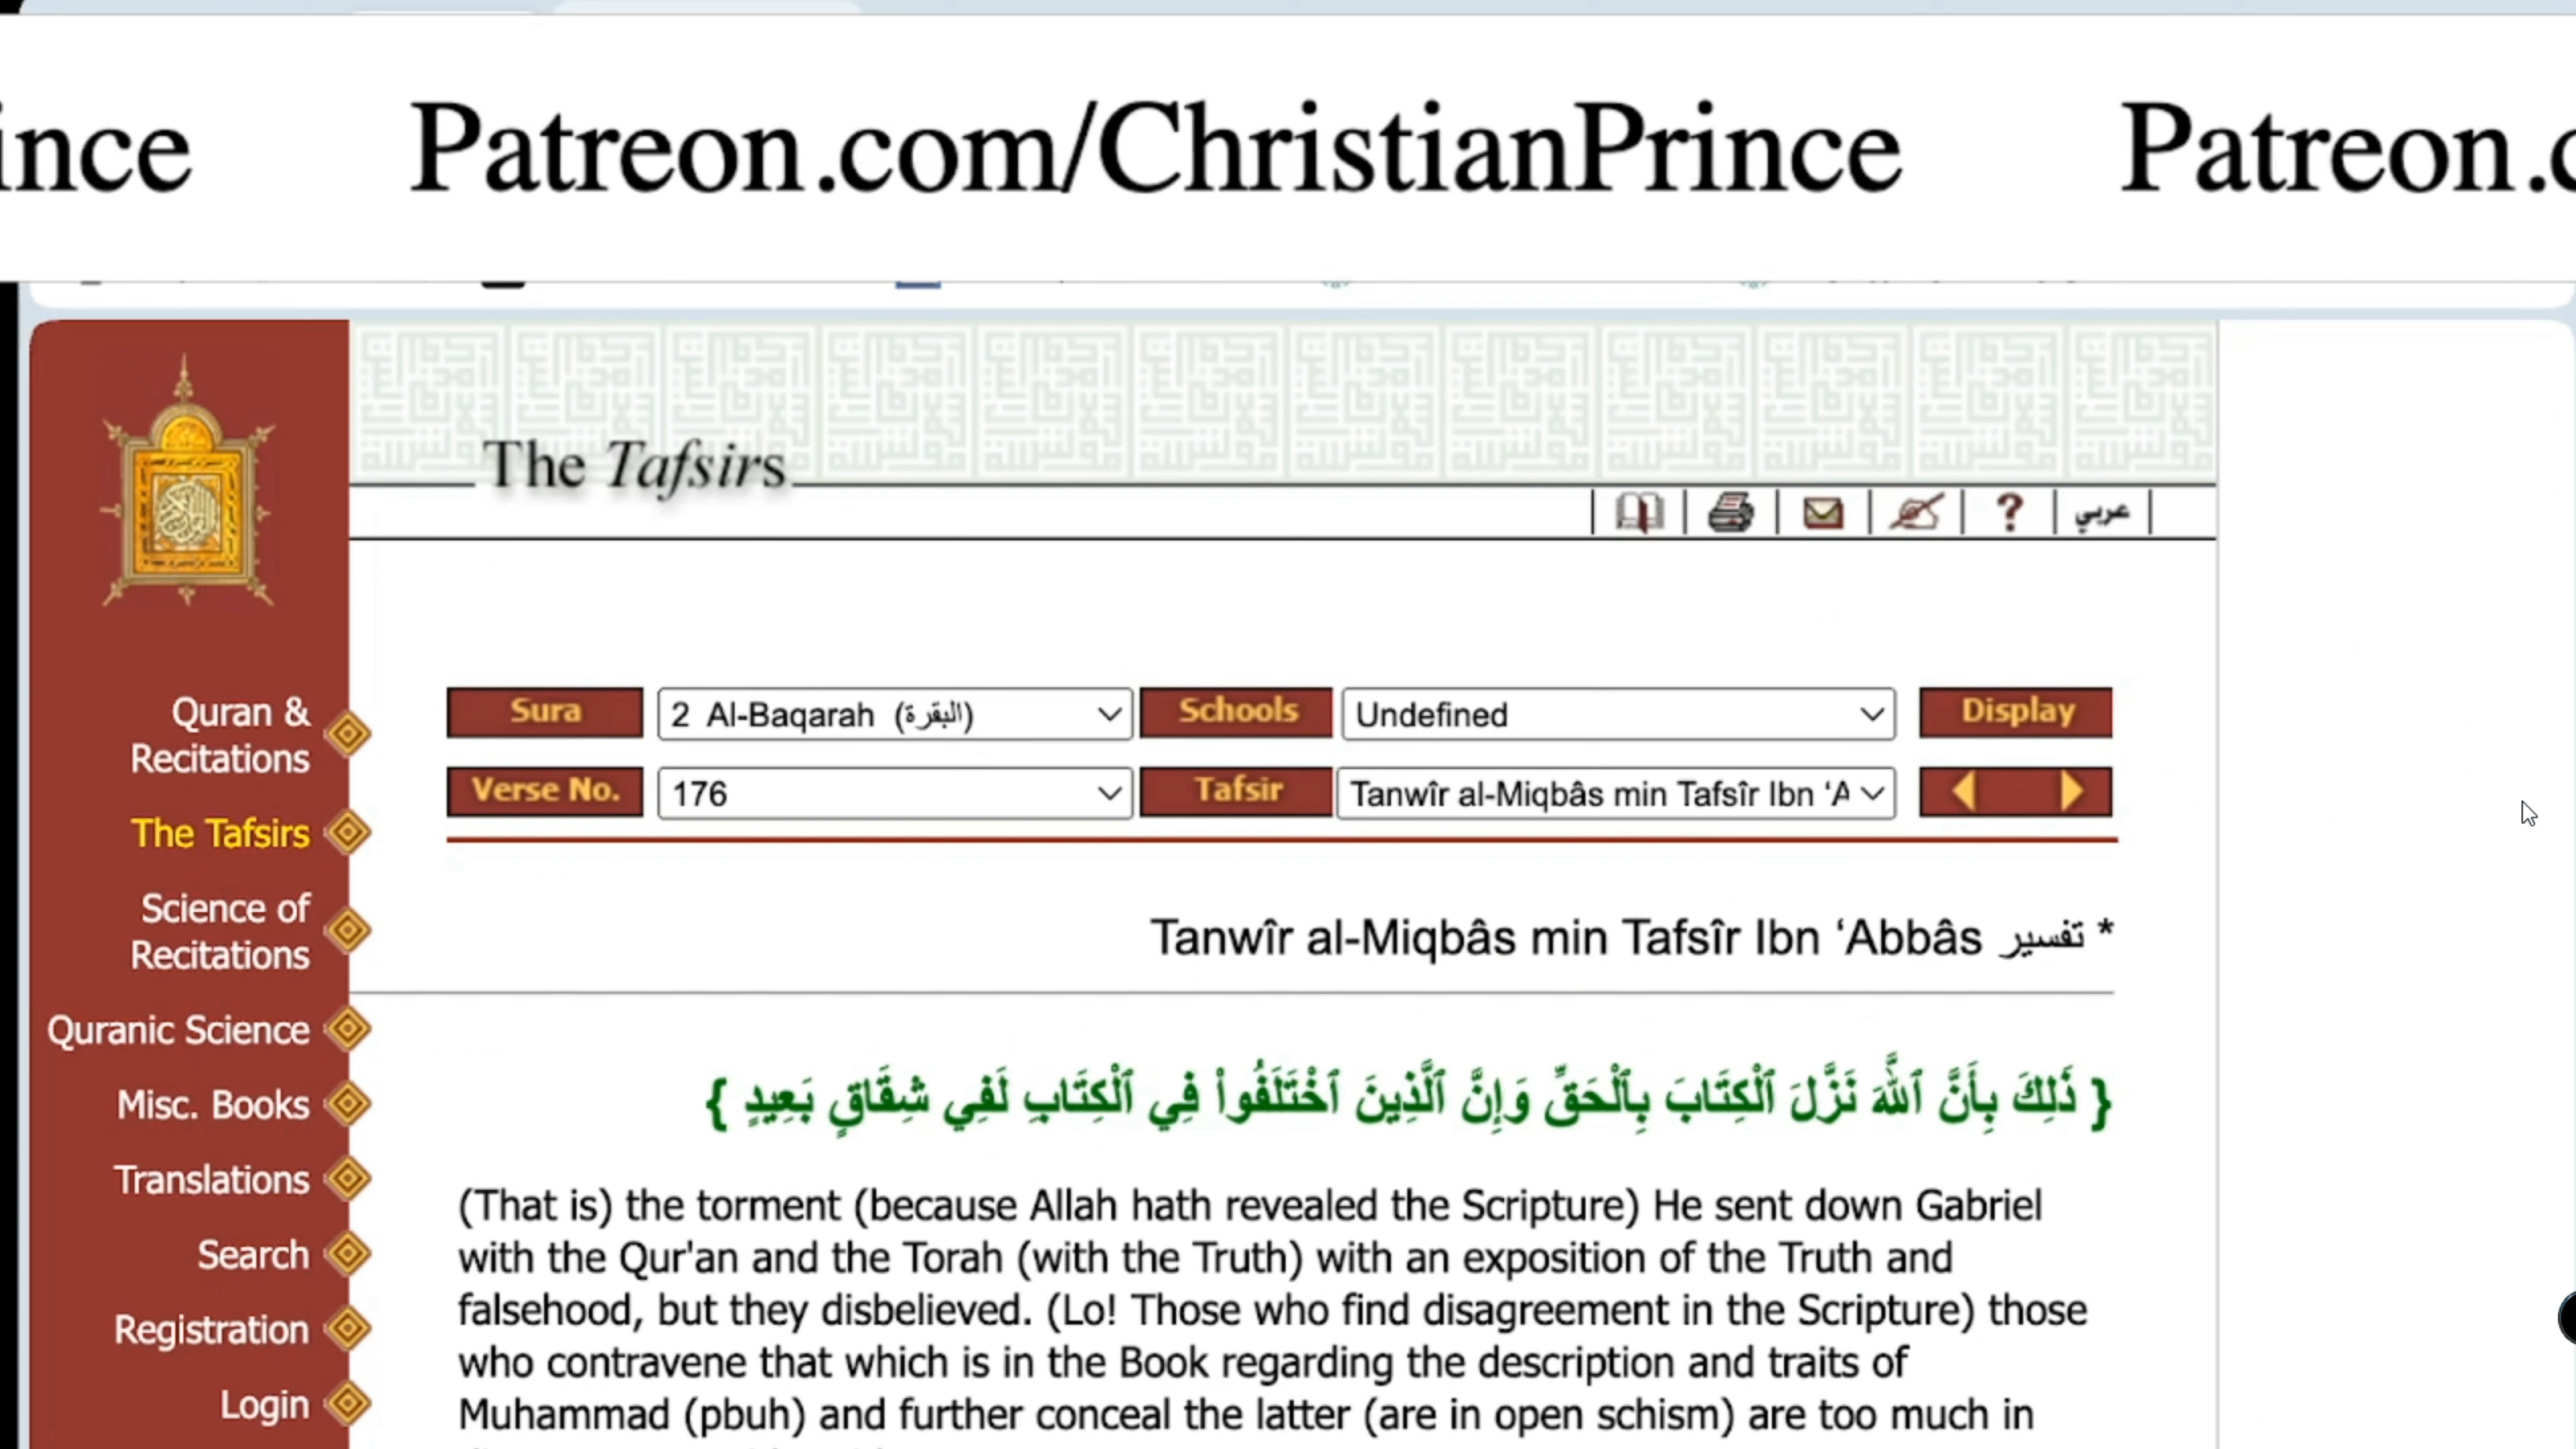 ince Patreon.com/ChristianPrince Patreon.c
The Tafsirs
عربي
Quran &
Recitations
The Tafsirs
Science of
Recitations
Quranic Science
Misc. Books
Translations
Search
Registration
Login
Sura 2 Al-Baqarah (البقرة) Schools Undefined Display
Verse No. 176 Tafsir Tanwîr al-Miqbâs min Tafsîr Ibn ‘A
Tanwîr al-Miqbâs min Tafsîr Ibn ‘Abbâs تفسير *
{ ذَلِكَ بِأَنَّ ٱللَّهَ نَزَّلَ ٱلْكِتَابَ بِٱلْحَقِّ وَإِنَّ ٱلَّذِينَ ٱخْتَلَفُواْ فِي ٱلْكِتَابِ لَفِي شِقَاقٍ بَعِيدٍ }
(That is) the torment (because Allah hath revealed the Scripture) He sent down Gabriel
with the Qur'an and the Torah (with the Truth) with an exposition of the Truth and
falsehood, but they disbelieved. (Lo! Those who find disagreement in the Scripture) those
who contravene that which is in the Book regarding the description and traits of
Muhammad (pbuh) and further conceal the latter (are in open schism) are too much in